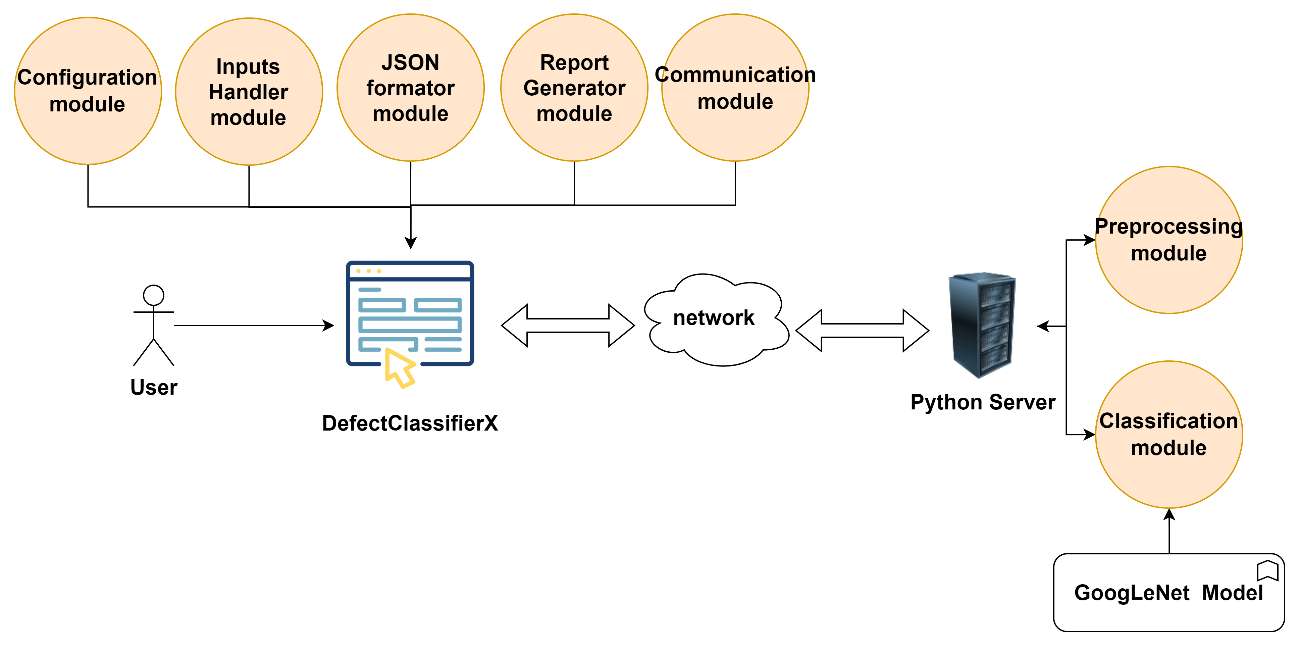 Configuration
module
Inputs
Handler
module
JSON
formator
module
Report
Generator
module
Communication
module
Preprocessing
module
network
User
Python Server
DefectClassifierX
Classification
module
GoogLeNet Model